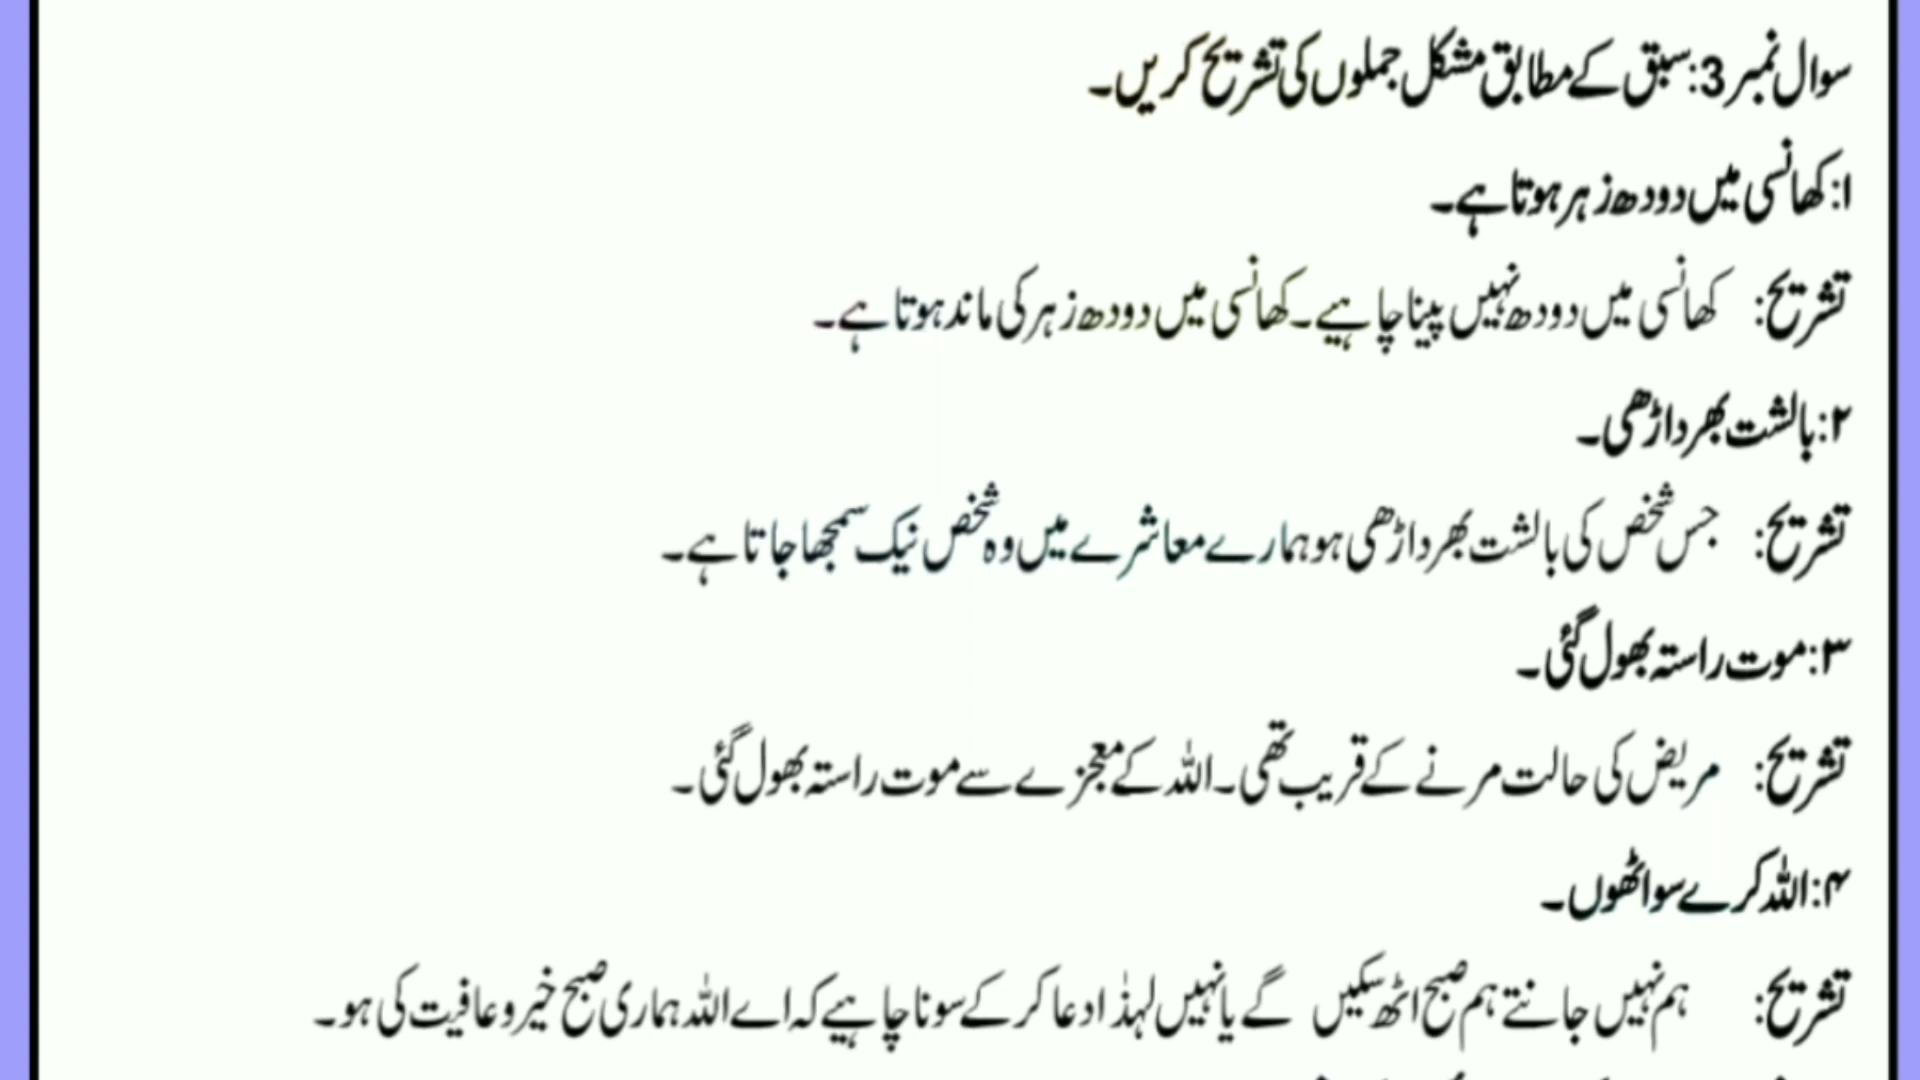 سوال نمبر 3: سبق کے مطابق مشکل جملوں کی تشریح کریں۔
۱: کھانسی میں دودھ زہر ہوتا ہے۔
تشریح: کھانسی میں دودھ نہیں پینا چاہیے۔ کھانسی میں دودھ زہر کی ماند ہوتا ہے۔
۲: بالشت بھر داڑھی۔
تشریح: جس شخص کی بالشت بھر داڑھی ہو ہمارے معاشرے میں وہ شخص نیک سمجھا جاتا ہے۔
۳: موت راستہ بھول گئی۔
تشریح: مریض کی حالت مرنے کے قریب تھی۔ اللہ کے معجزے سے موت راستہ بھول گئی۔
۴: اللہ کرے سو اٹھوں۔
تشریح: ہم نہیں جانتے ہم صبح اٹھ سکیں گے یا نہیں لہذٰا دعا کر کے سونا چاہیے کہ اے اللہ ہماری صبح خیر و عافیت کی ہو۔